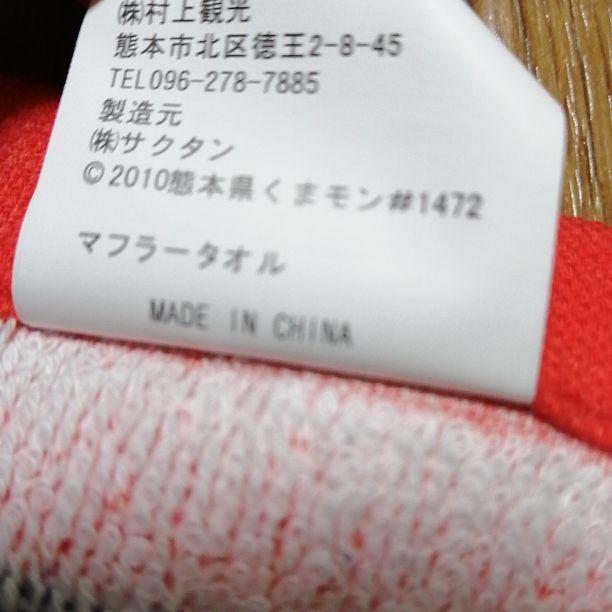 ㈱村上観光
熊本市北区徳王2-8-45
TEL096-278-7885
製造元
㈱サクタン
©2010熊本県くまモン#1472
マフラータオル
MADE IN CHINA